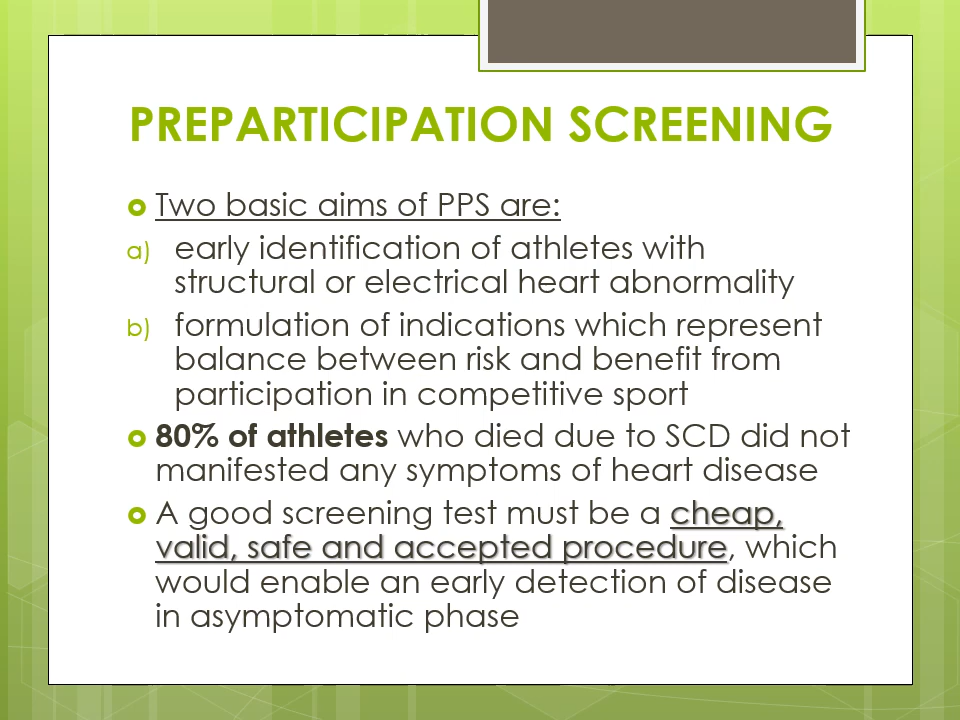 PREPARTICIPATION SCREENING
Two basic aims of PPS are:
a) early identification of athletes with
structural or electrical heart abnormality
b) formulation of indications which represent
balance between risk and benefit from
participation in competitive sport
80% of athletes who died due to SCD did not
manifested any symptoms of heart disease
A good screening test must be a cheap,
valid, safe and accepted procedure, which
would enable an early detection of disease
in asymptomatic phase